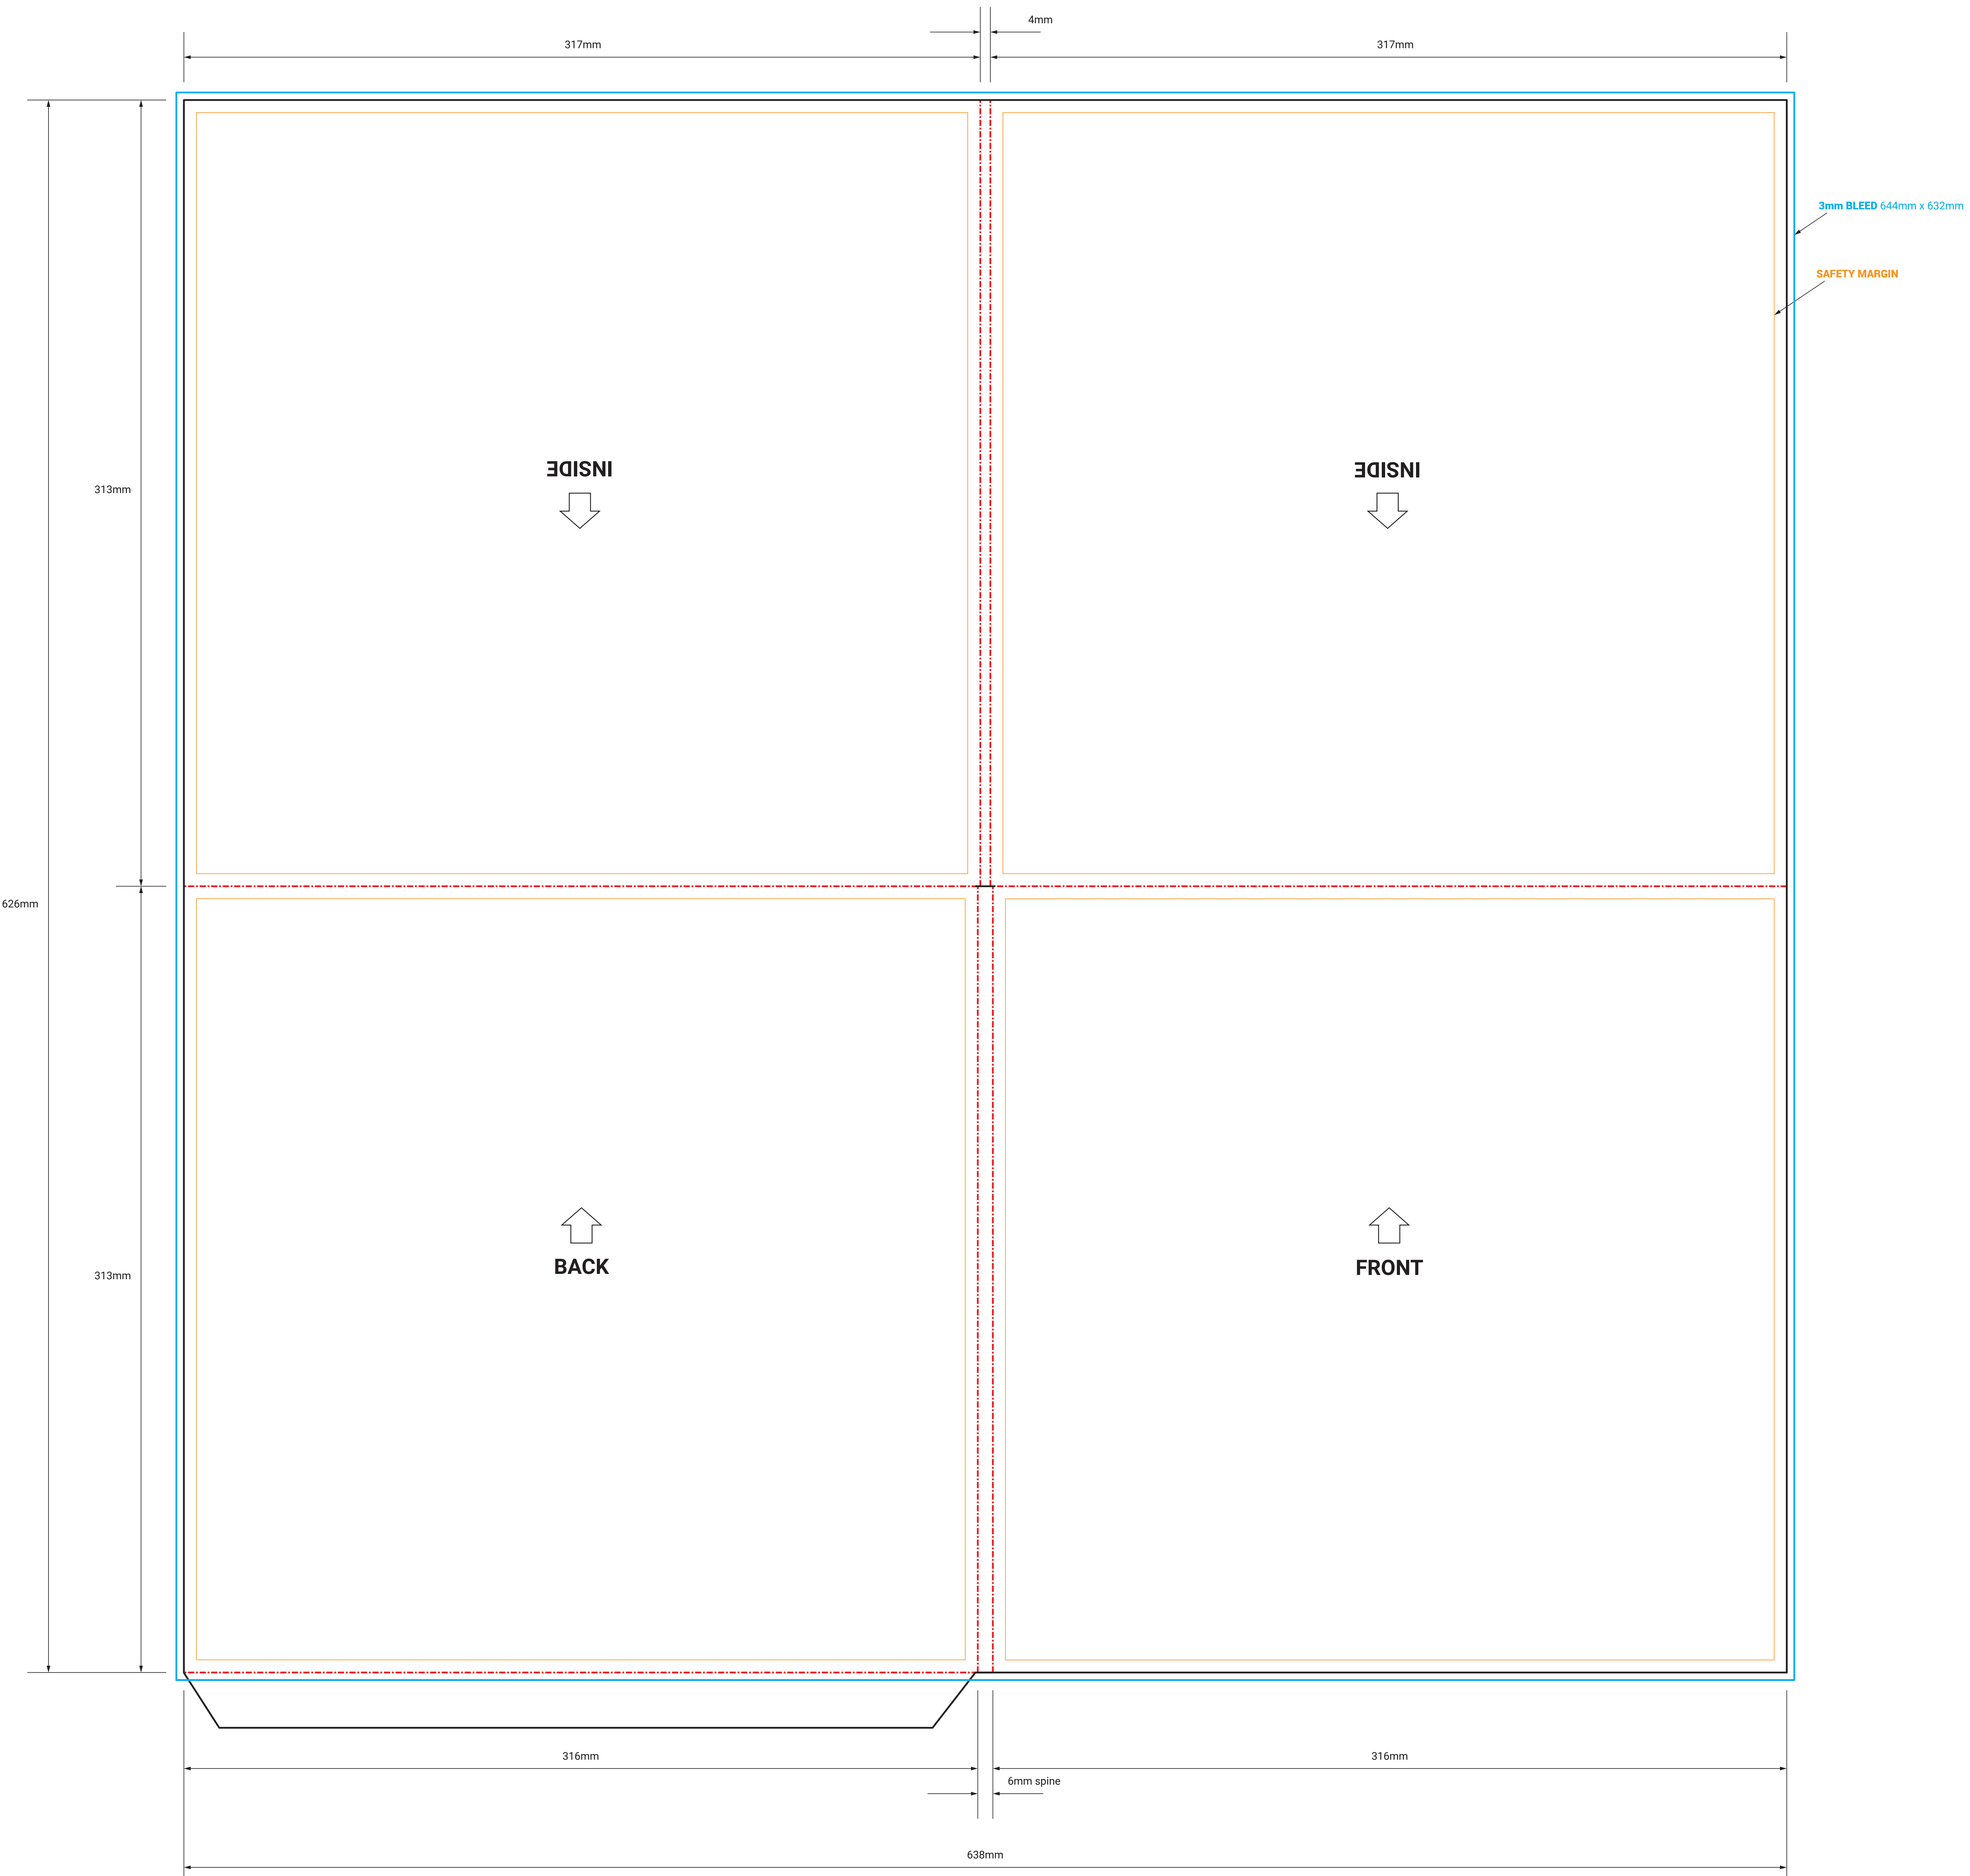 4mm
317mm
317mm
3mm BLEED 644mm x 632mm
SAFETY MARGIN
INSIDE
INSIDE
313mm
626mm
BACK
FRONT
313mm
316mm
316mm
6mm spine
638mm